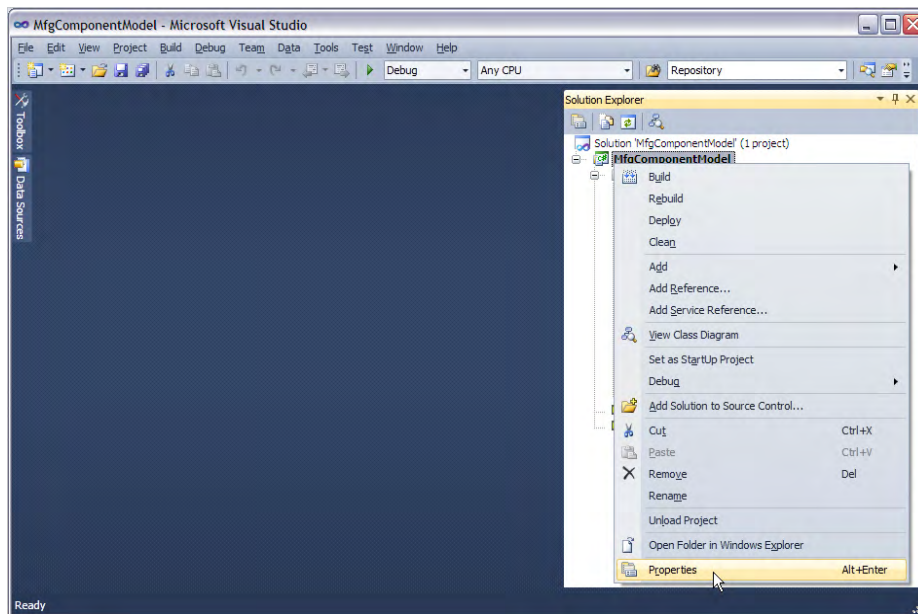 MfgComponentModel - Microsoft Visual Studio
File Edit View Project Build Debug Team Data Tools Test Window Help
Debug Any CPU Repository
Toolbox
Data Sources
Solution Explorer
Solution 'MfgComponentModel' (1 project)
MfgComponentModel
Build
Rebuild
Deploy
Clean
Add
Add Reference...
Add Service Reference...
View Class Diagram
Set as StartUp Project
Debug
Add Solution to Source Control...
Cut Ctrl+X
Paste Ctrl+V
Remove Del
Rename
Unload Project
Open Folder in Windows Explorer
Properties Alt+Enter
Ready